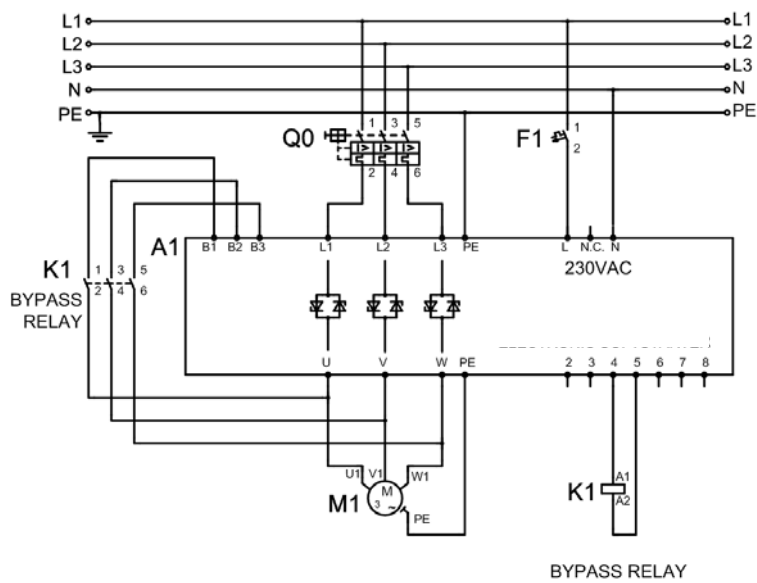 L1 L1
L2 L2
L3 L3
N N
PE PE
Q0 1 3 5 F1 1
2 4 6 2
A1 B1 B2 B3 L1 L2 L3 PE L N.C. N
230VAC
K1 1 3 5
2 4 6
BYPASS
RELAY
U V W PE 2 3 4 5 6 7 8
U1 V1 W1
M1 M
3 ~
PE
K1 A1
A2
BYPASS RELAY